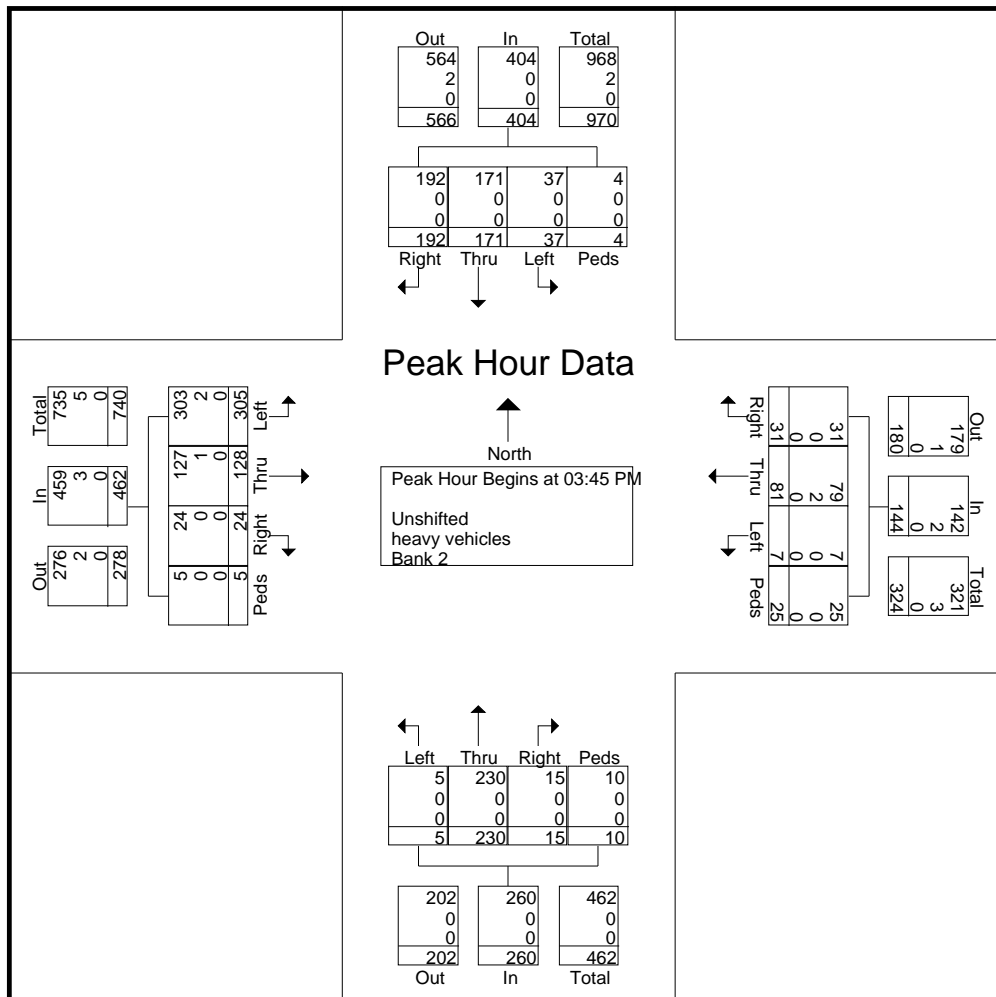 Out In Total
564 404 968
2 0 2
0 0 0
566 404 970
192 171 37 4
0 0 0 0
0 0 0 0
192 171 37 4
Right Thru Left Peds
Peak Hour Data
North
Peak Hour Begins at 03:45 PM
Unshifted
heavy vehicles
Bank 2
Total
735 5 0 740
In
459 3 0 462
Out
276 2 0 278
303 2 0 305
Left
127 1 0 128
Thru
24 0 0 24
Right
5 0 0 5
Peds
Right
31 0 0 31
Thru
79 2 0 81
Left
7 0 0 7
Peds
25 0 0 25
Out
179 1 0 180
In
142 2 0 144
Total
321 3 0 324
Left Thru Right Peds
5 230 15 10
0 0 0 0
0 0 0 0
5 230 15 10
202 260 462
0 0 0
0 0 0
202 260 462
Out In Total